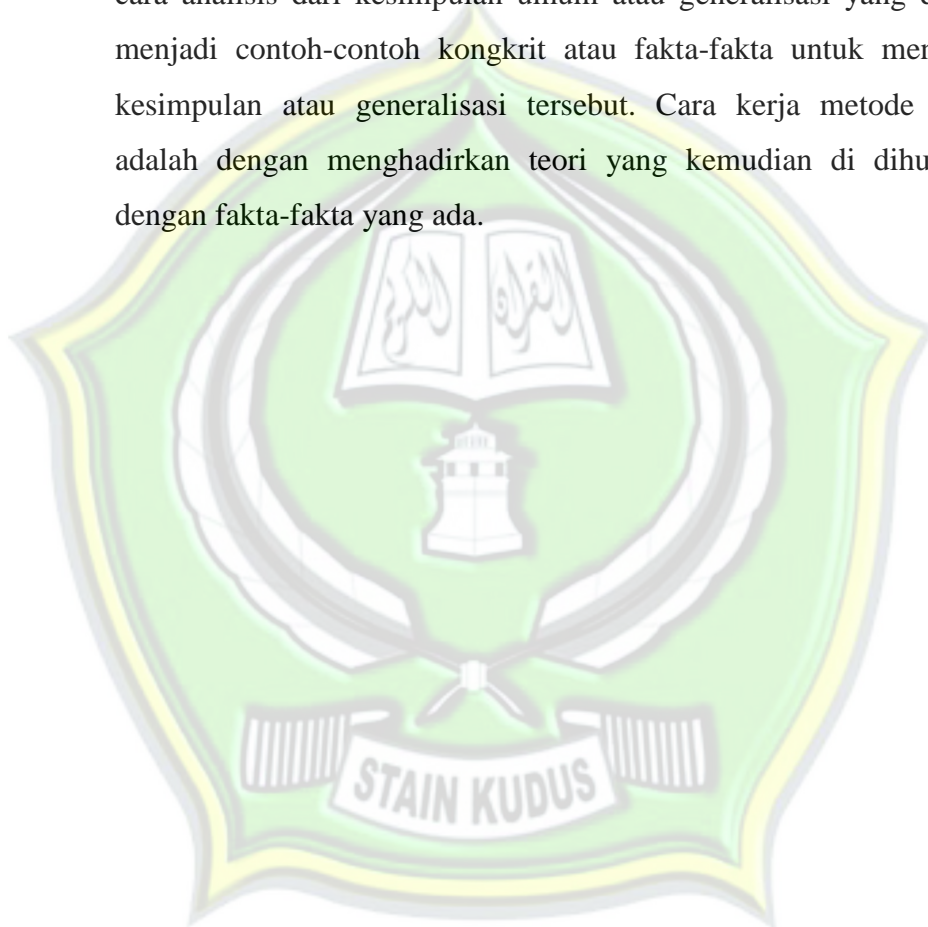 cara analisis dari kesimpulan umum atau generalisasi yang
menjadi contoh-contoh kongkrit atau fakta-fakta untuk
kesimpulan atau generalisasi tersebut. Cara kerja metode
adalah dengan menghadirkan teori yang kemudian di
dengan fakta-fakta yang ada.
STAIN KUDUS